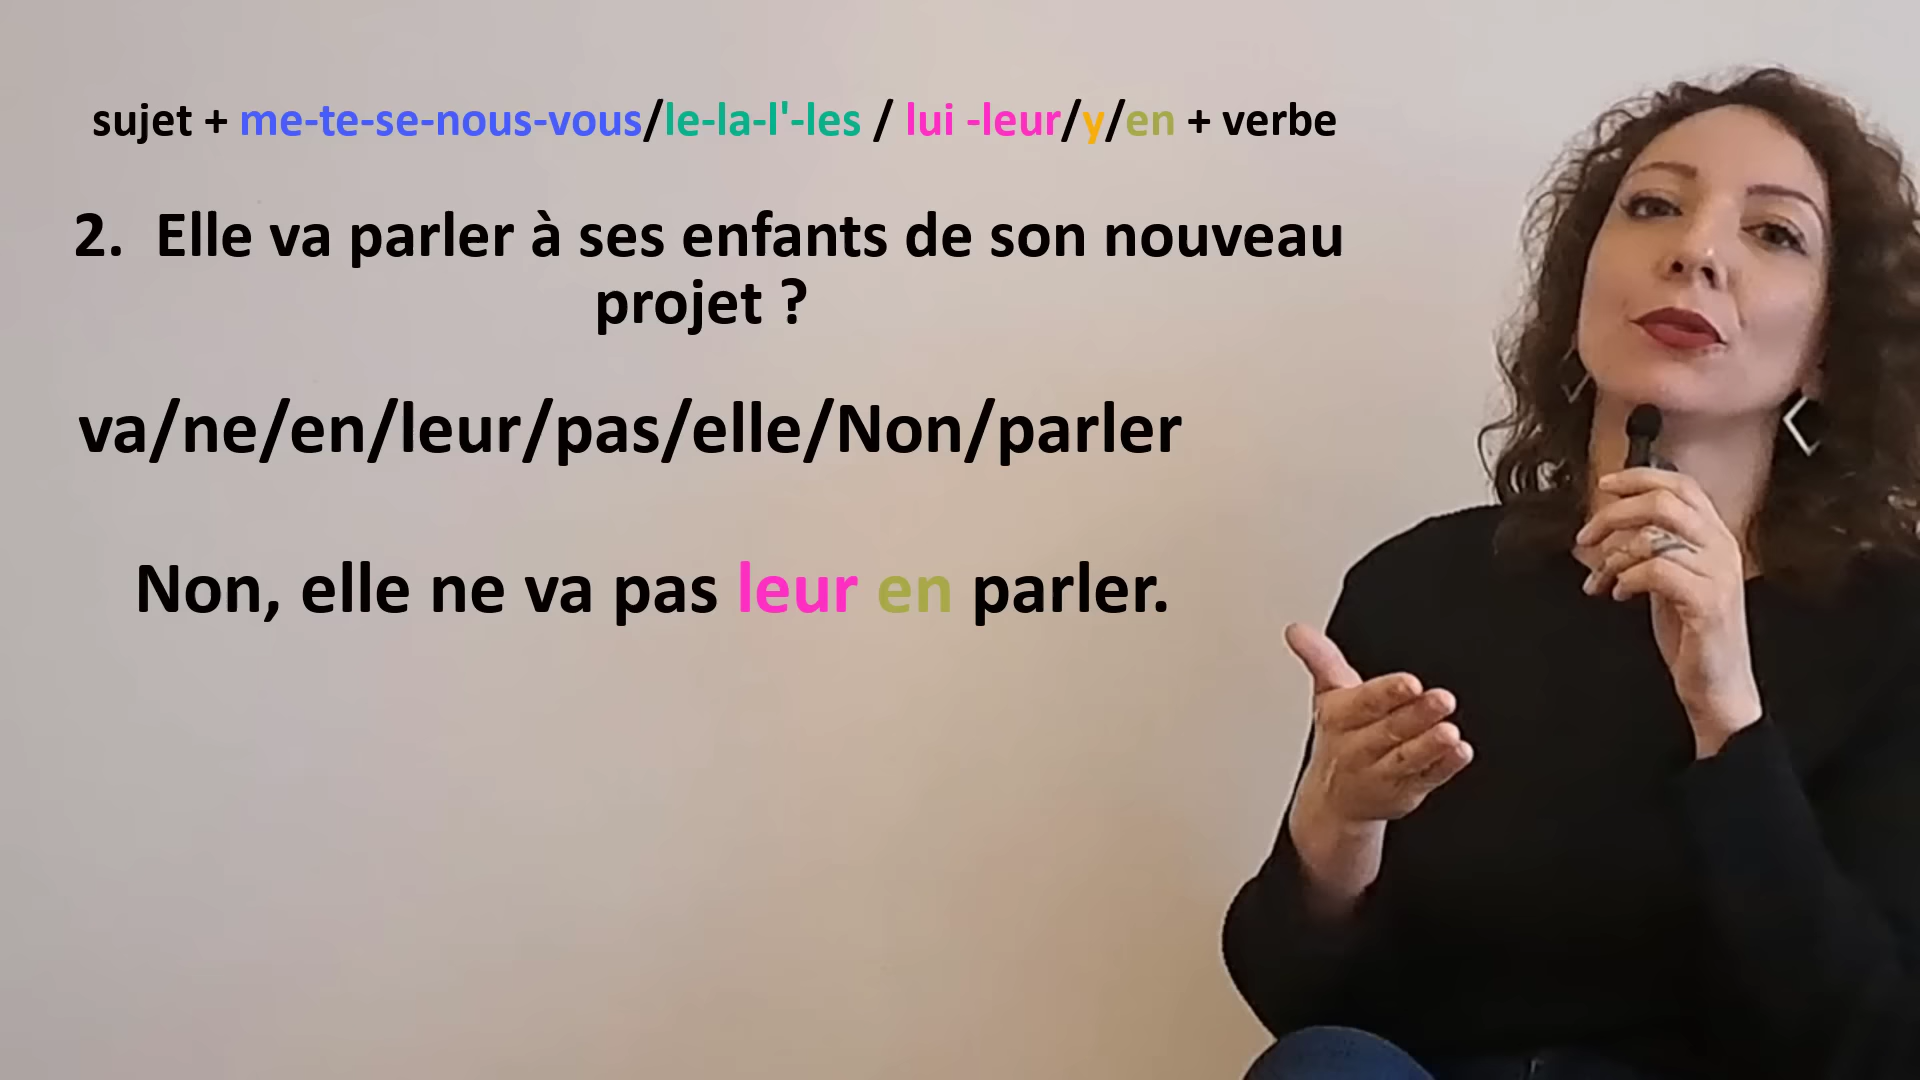 sujet + me-te-se-nous-vous/le-la-l'-les / lui -leur/y/en + verbe
2. Elle va parler à ses enfants de son nouveau
projet ?
va/ne/en/leur/pas/elle/Non/parler
Non, elle ne va pas leur en parler.